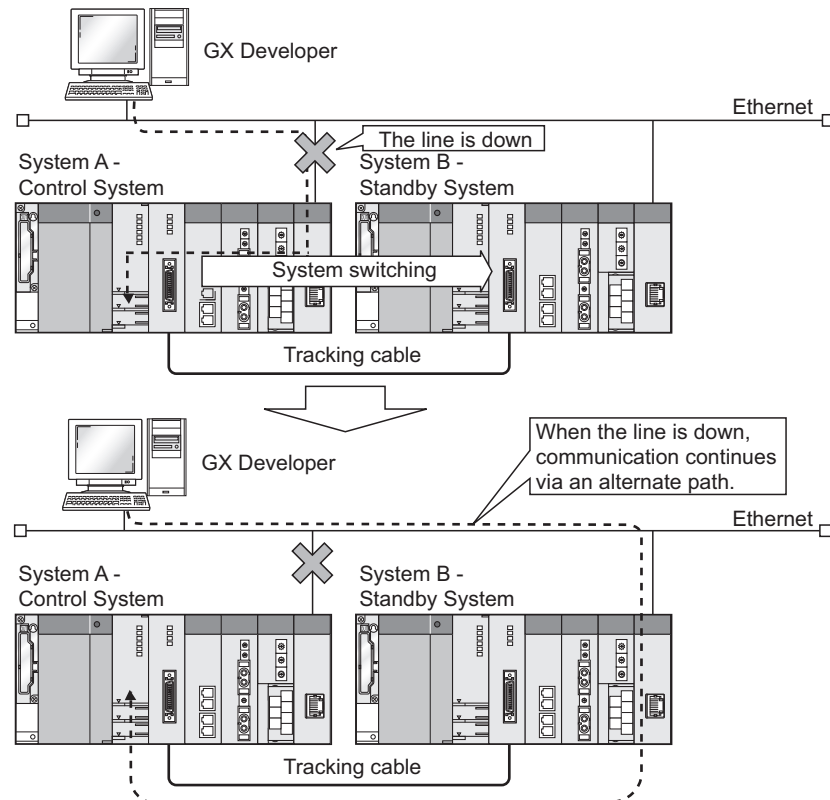 GX Developer
Ethernet
The line is down
System A -
Control System
System B -
Standby System
System switching
Tracking cable
GX Developer
When the line is down,
communication continues
via an alternate path.
Ethernet
System A -
Control System
System B -
Standby System
Tracking cable